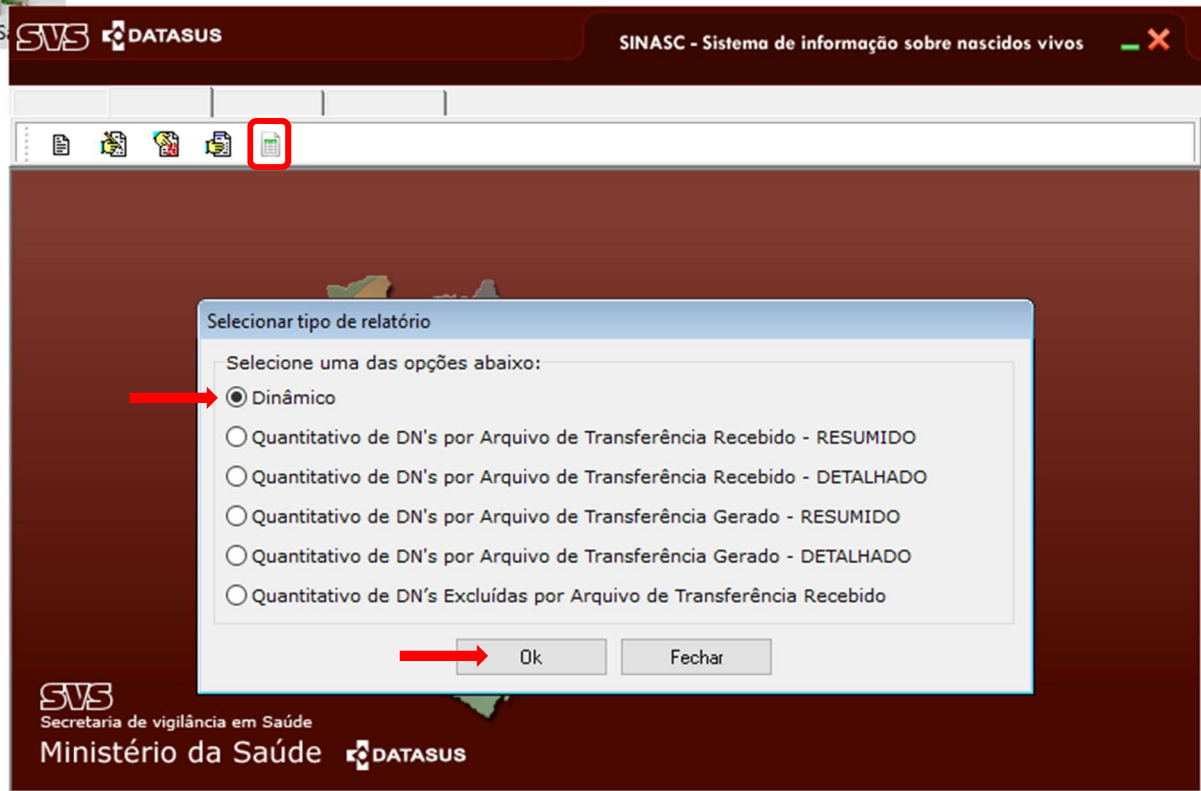 SVS DATASUS
SINASC - Sistema de informação sobre nascidos vivos
Selecionar tipo de relatório
Selecione uma das opções abaixo:
Dinâmico
Quantitativo de DN's por Arquivo de Transferência Recebido - RESUMIDO
Quantitativo de DN's por Arquivo de Transferência Recebido - DETALHADO
Quantitativo de DN's por Arquivo de Transferência Gerado - RESUMIDO
Quantitativo de DN's por Arquivo de Transferência Gerado - DETALHADO
Quantitativo de DN’s Excluídas por Arquivo de Transferência Recebido
Ok Fechar
SVS
Secretaria de vigilância em Saúde
Ministério da Saúde DATASUS